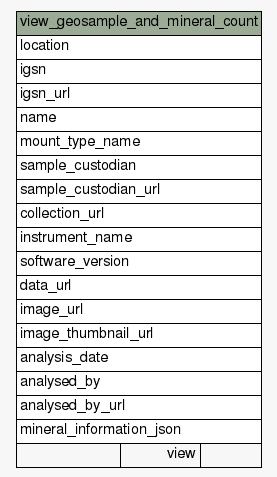 view_geosample_and_mineral_count
location
igsn
igsn_url
name
mount_type_name
sample_custodian
sample_custodian_url
collection_url
instrument_name
software_version
data_url
image_url
image_thumbnail_url
analysis_date
analysed_by
analysed_by_url
mineral_information_json
view